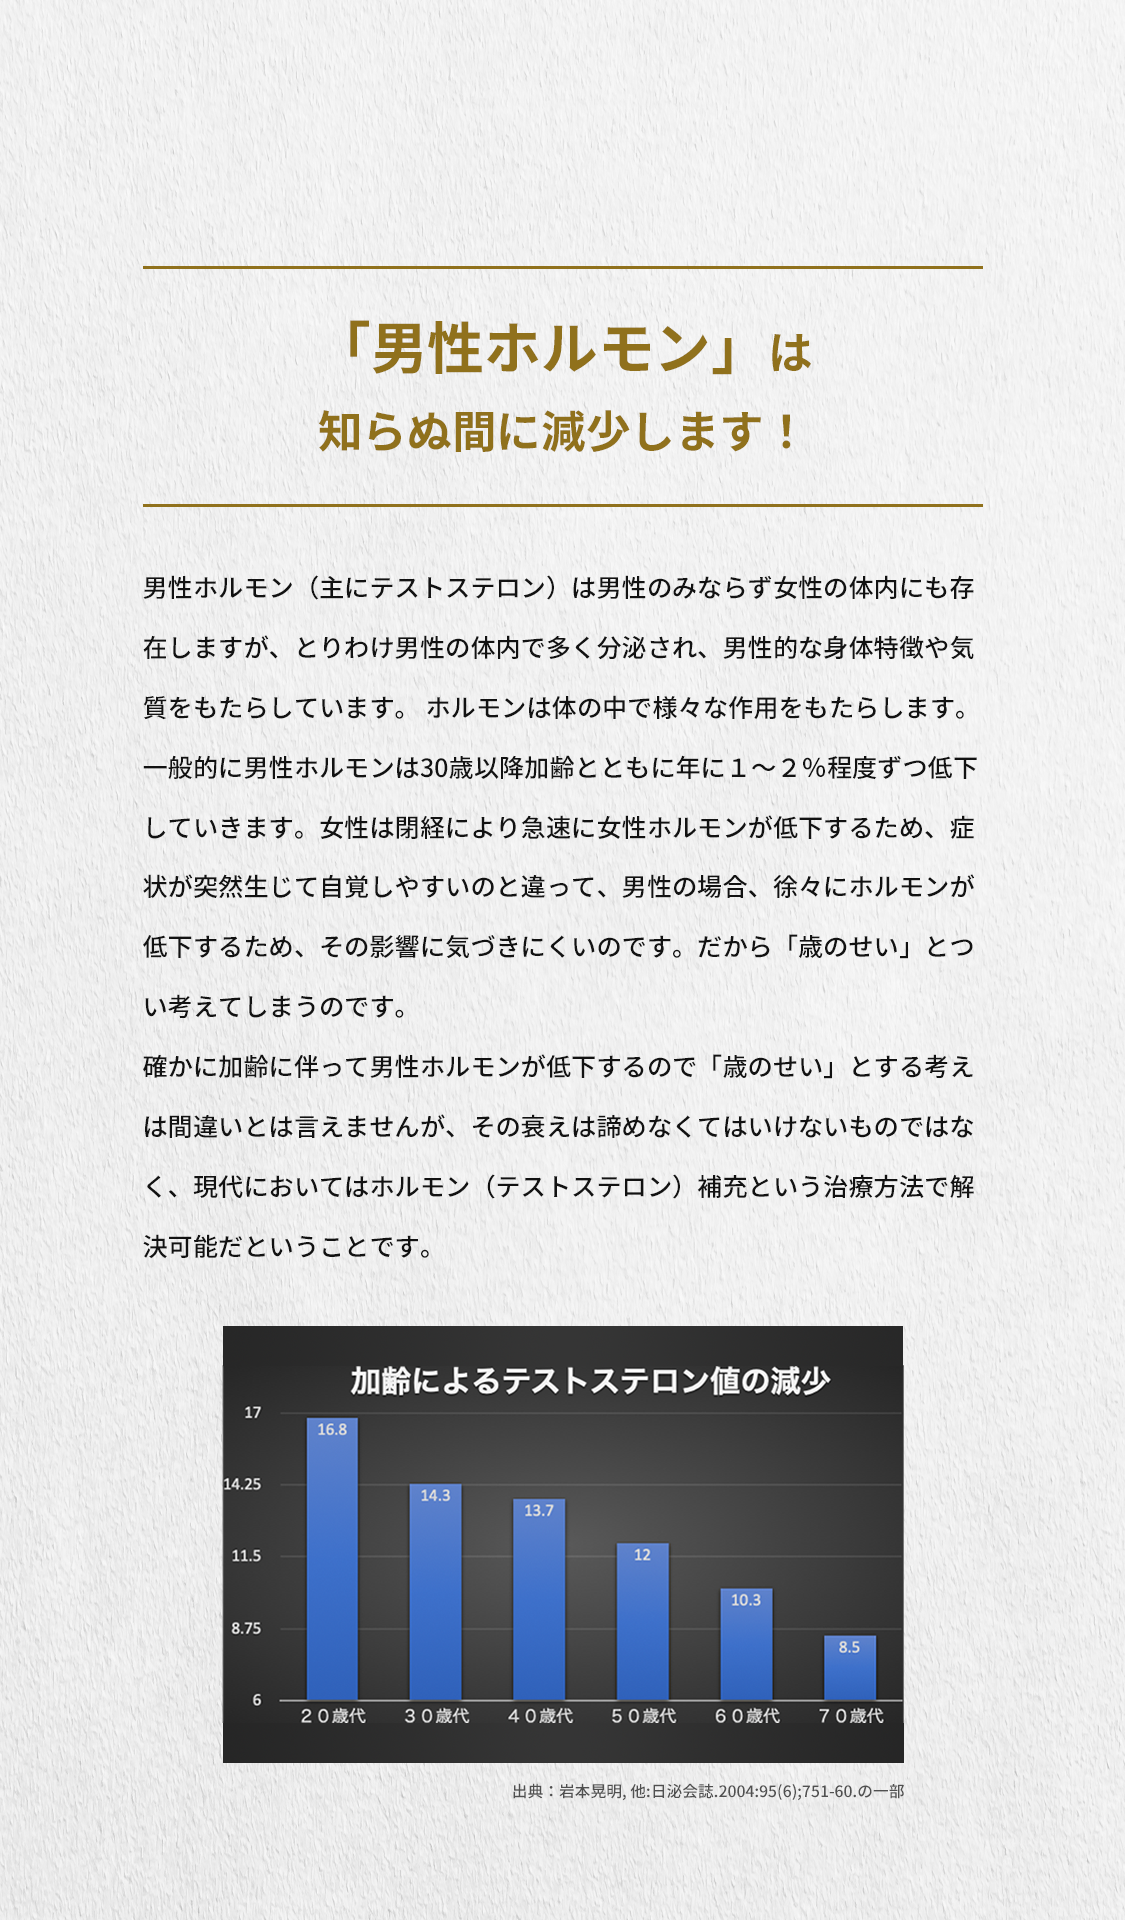 「男性ホルモン」は
知らぬ間に減少します！
男性ホルモン（主にテストステロン）は男性のみならず女性の体内にも存
在しますが、とりわけ男性の体内で多く分泌され、男性的な身体特徴や気
質をもたらしています。 ホルモンは体の中で様々な作用をもたらします。
一般的に男性ホルモンは30歳以降加齢とともに年に１～２％程度ずつ低下
していきます。女性は閉経により急速に女性ホルモンが低下するため、症
状が突然生じて自覚しやすいのと違って、男性の場合、徐々にホルモンが
低下するため、その影響に気づきにくいのです。だから「歳のせい」とつ
い考えてしまうのです。
確かに加齢に伴って男性ホルモンが低下するので「歳のせい」とする考え
は間違いとは言えませんが、その衰えは諦めなくてはいけないものではな
く、現代においてはホルモン（テストステロン）補充という治療方法で解
決可能だということです。
加齢によるテストステロン値の減少
17
14.25
11.5
8.75
6
16.8
14.3
13.7
12
10.3
8.5
２０歳代
３０歳代
４０歳代
５０歳代
６０歳代
７０歳代
出典：岩本晃明, 他:日泌会誌.2004:95(6);751-60.の一部